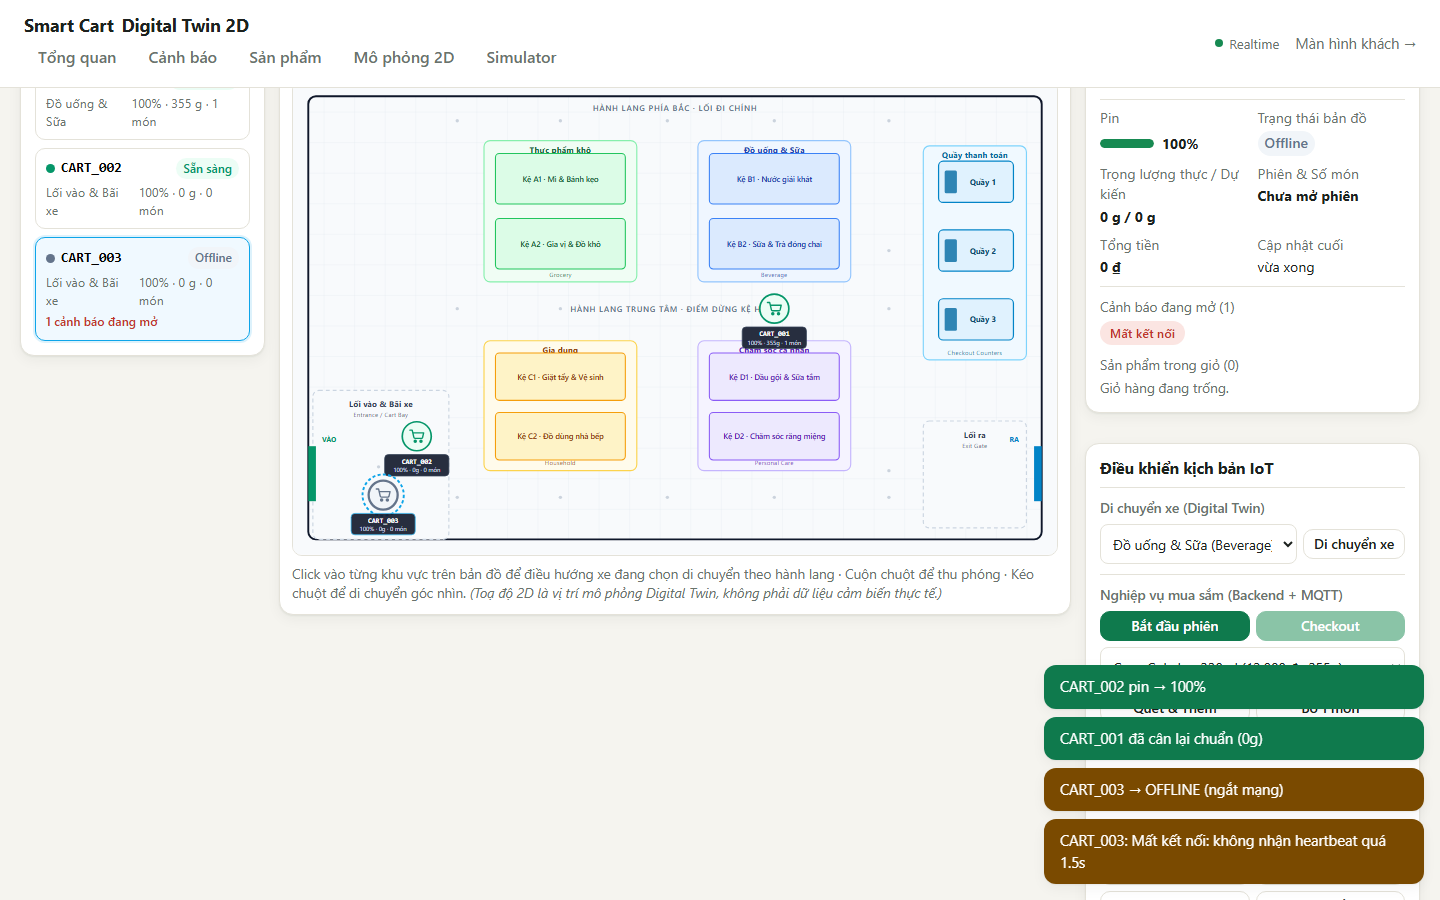 Smart Cart Digital Twin 2D
Tổng quan
Cảnh báo
Sản phẩm
Mô phỏng 2D
Simulator
Realtime
Màn hình khách →
Đồ uống &
Sữa
100% · 355 g · 1
món
CART_002
Sẵn sàng
Lối vào & Bãi
xe
100% · 0 g · 0
món
CART_003
Offline
Lối vào & Bãi
xe
100% · 0 g · 0
món
1 cảnh báo đang mở
HÀNH LANG PHÍA BẮC · LỐI ĐI CHÍNH
Thực phẩm khô
Kệ A1 · Mì & Bánh kẹo
Kệ A2 · Gia vị & Đồ khô
Grocery
Đồ uống & Sữa
Kệ B1 · Nước giải khát
Kệ B2 · Sữa & Trà đóng chai
Beverage
Quầy thanh toán
Quầy 1
Quầy 2
Quầy 3
Checkout Counters
HÀNH LANG TRUNG TÂM · ĐIỂM DỪNG KỆ H
CART_001
100% · 355g · 1 món
Gia dụng
Kệ C1 · Giặt tẩy & Vệ sinh
Kệ C2 · Đồ dùng nhà bếp
Household
Chăm sóc cá nhân
Kệ D1 · Dầu gội & Sữa tắm
Kệ D2 · Chăm sóc răng miệng
Personal Care
Lối vào & Bãi xe
Entrance / Cart Bay
VÀO
CART_002
100% · 0g · 0 món
CART_003
100% · 0g · 0 món
Lối ra
Exit Gate
RA
Click vào từng khu vực trên bản đồ để điều hướng xe đang chọn di chuyển theo hành lang · Cuộn chuột để thu phóng · Kéo
chuột để di chuyển góc nhìn. (Toạ độ 2D là vị trí mô phỏng Digital Twin, không phải dữ liệu cảm biến thực tế.)
Pin
100%
Trạng thái bản đồ
Offline
Trọng lượng thực / Dự
kiến
0 g / 0 g
Phiên & Số món
Chưa mở phiên
Tổng tiền
0 ₫
Cập nhật cuối
vừa xong
Cảnh báo đang mở (1)
Mất kết nối
Sản phẩm trong giỏ (0)
Giỏ hàng đang trống.
Điều khiển kịch bản IoT
Di chuyển xe (Digital Twin)
Đồ uống & Sữa (Beverage)
Di chuyển xe
Nghiệp vụ mua sắm (Backend + MQTT)
Bắt đầu phiên
Checkout
Quét & Thêm
Bỏ 1 món
CART_002 pin → 100%
CART_001 đã cân lại chuẩn (0g)
CART_003 → OFFLINE (ngắt mạng)
CART_003: Mất kết nối: không nhận heartbeat quá
1.5s